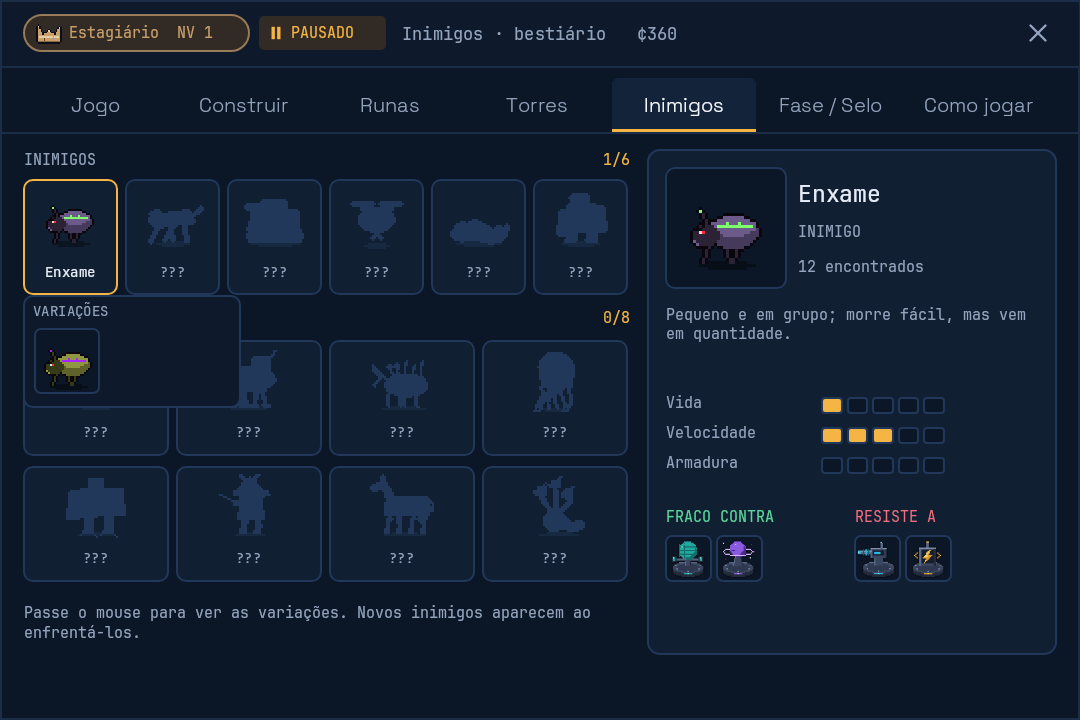 Estagiário NV 1
PAUSADO
Inimigos · bestiário ₵360
Jogo Construir Runas Torres Inimigos Fase / Selo Como jogar
INIMIGOS 1/6
Enxame ??? ??? ??? ??? ???
VARIAÇÕES
0/8
??? ??? ??? ???
??? ??? ??? ???
Passe o mouse para ver as variações. Novos inimigos aparecem ao
enfrentá-los.
Enxame
INIMIGO
12 encontrados
Pequeno e em grupo; morre fácil, mas vem
em quantidade.
Vida
Velocidade
Armadura
FRACO CONTRA RESISTE A